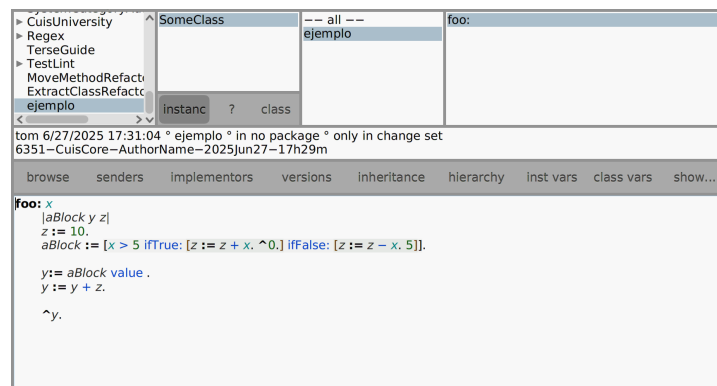 CuisUniversity
Regex
TerseGuide
TestLint
MoveMethodRefacto
ExtractClassRefacto
ejemplo
SomeClass
instanc ? class
-- all --
ejemplo
foo:
tom 6/27/2025 17:31:04 ° ejemplo ° in no package ° only in change set
6351-CuisCore-AuthorName-2025Jun27-17h29m
browse senders implementors versions inheritance hierarchy inst vars class vars show...
foo: x
|aBlock y z|
z := 10.
aBlock := [x > 5 ifTrue: [z := z + x. ^0.] ifFalse: [z := z - x. 5]].
y:= aBlock value .
y := y + z.
^y.